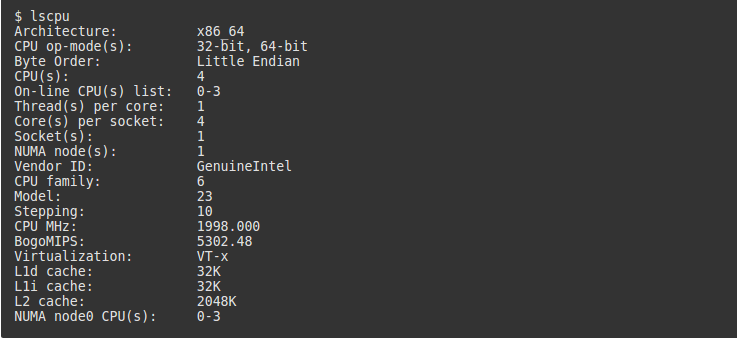 $ lscpu
Architecture:          x86_64
CPU op-mode(s):        32-bit, 64-bit
Byte Order:            Little Endian
CPU(s):                4
On-line CPU(s) list:   0-3
Thread(s) per core:    1
Core(s) per socket:    4
Socket(s):             1
NUMA node(s):          1
Vendor ID:             GenuineIntel
CPU family:            6
Model:                 23
Stepping:              10
CPU MHz:               1998.000
BogoMIPS:              5302.48
Virtualization:        VT-x
L1d cache:             32K
L1i cache:             32K
L2 cache:              2048K
NUMA node0 CPU(s):     0-3